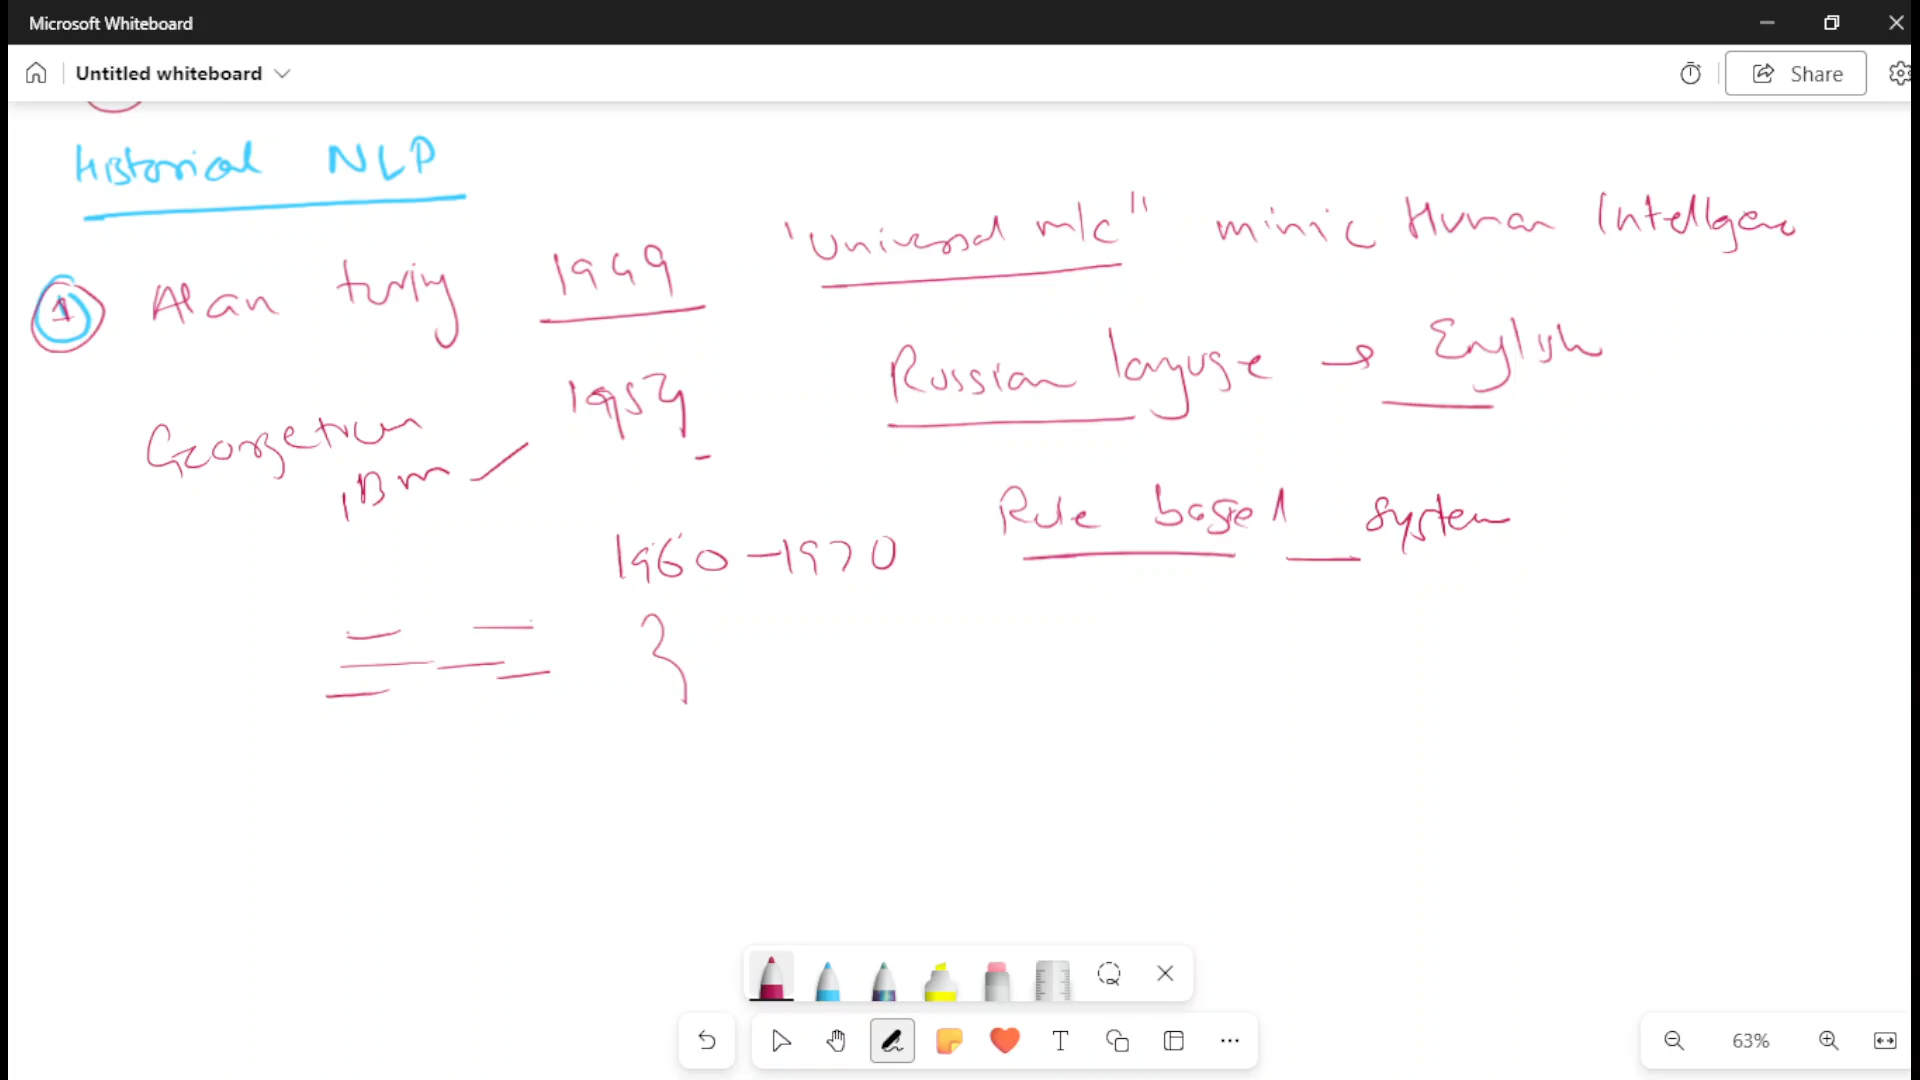 Microsoft Whiteboard
Untitled whiteboard
Share
Historical NLP
1 Alan turing 1949 "Universal m/c" mimic Human
Georgetown IBM 1954 Russian language → English
1960-1970 Rule based system
63%